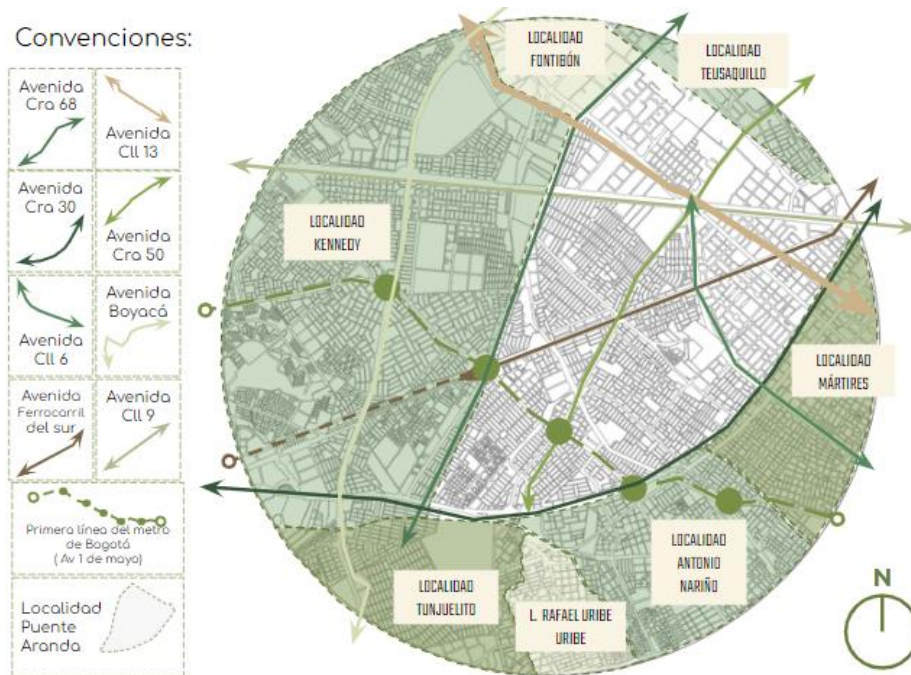 Convenciones:
Avenida
Cra 68
Avenida
Cll 13
Avenida
Cra 30
Avenida
Cra 50
Avenida
Cll 6
Avenida
Boyacá
Avenida
Ferrocarril
del sur
Avenida
Cll 9
Primera línea del metro
de Bogotá
( Av 1 de mayo)
Localidad
Puente
Aranda
LOCALIDAD
FONTIBÓN
LOCALIDAD
TEUSAQUILLO
LOCALIDAD
KENNEDY
LOCALIDAD
MÁRTIRES
LOCALIDAD
ANTONIO
NARIÑO
LOCALIDAD
TUNJUELITO
L. RAFAEL URIBE
URIBE
N